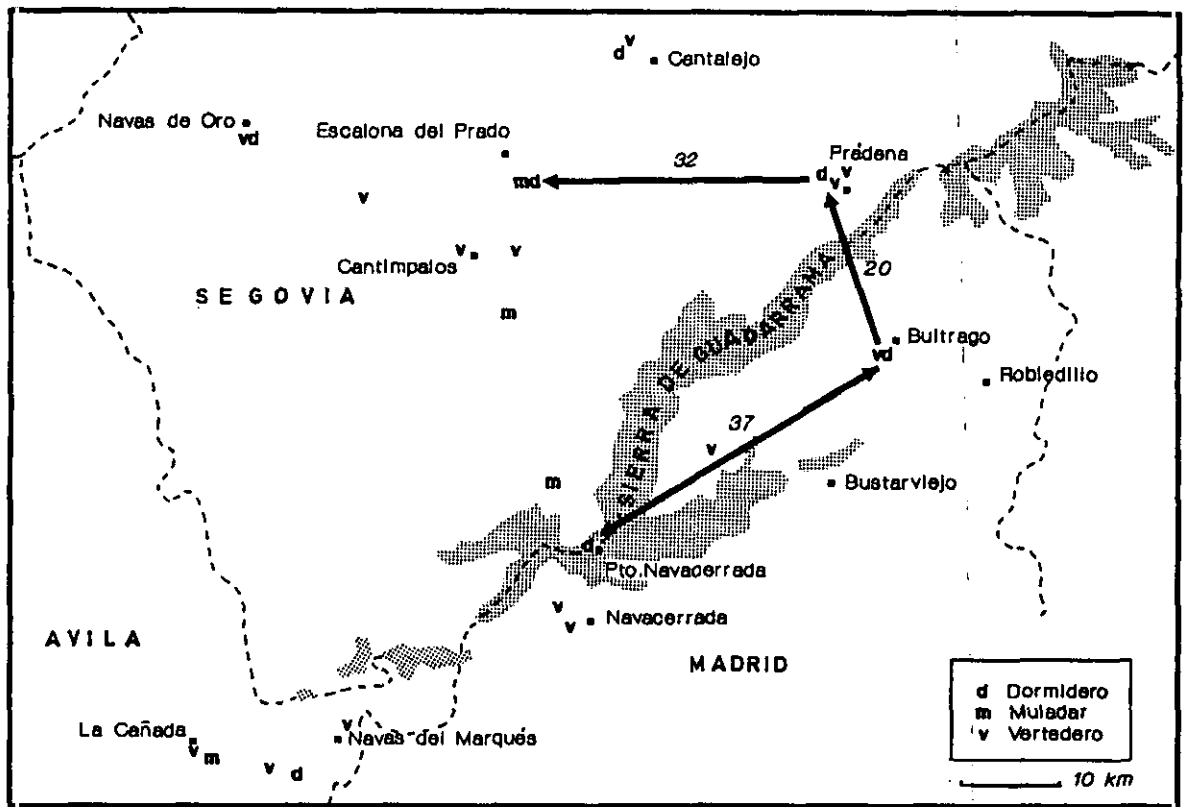 d v
Cantalejo
Navas de Oro
vd
Escalona del Prado
Prádena
32
md
d v
v
v
v
v
Cantimpalos
20
SEGOVIA
m
SIERRA DE GUADARRAMA
Buitrago
vd
Robledillo
37
v
m
Bustarviejo
d
Pto. Navacerrada
v
v
Navacerrada
AVILA
MADRID
d Dormidero
m Muladar
v Vertedero
10 km
La Cañada
v m
v
Navas del Marqués
v d